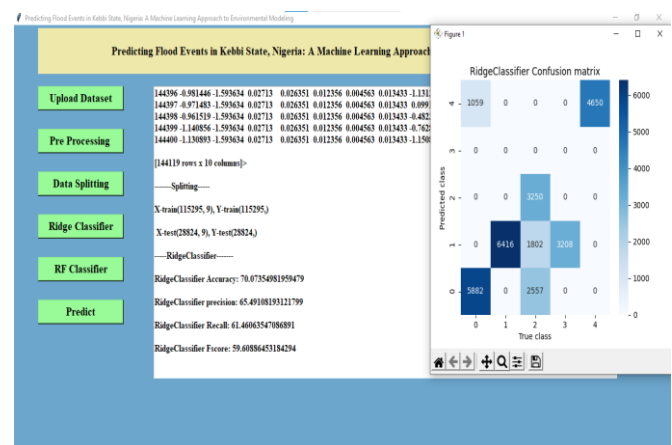 Predicting Flood Events in Kebbi State, Nigeria: A Machine Learning Approach to Environmental Modeling
Predicting Flood Events in Kebbi State, Nigeria: A Machine Learning Approach
Upload Dataset
Pre Processing
Data Splitting
Ridge Classifier
RF Classifier
Predict
144396 -0.981446 -1.593634 0.02713 0.026351 0.012356 0.004563 0.013433
144397 -0.971483 -1.593634 0.02713 0.026351 0.012356 0.004563 0.013433
144398 -0.961519 -1.593634 0.02713 0.026351 0.012356 0.004563 0.013433
144399 -1.140856 -1.593634 0.02713 0.026351 0.012356 0.004563 0.013433
144400 -1.130893 -1.593634 0.02713 0.026351 0.012356 0.004563 0.013433
[144119 rows x 10 columns]>
------Splitting-----
X-train(115295, 9), Y-train(115295,)
X-test(28824, 9), Y-test(28824,)
-----RidgeClassifier-------
RidgeClassifier Accuracy: 70.07354981959479
RidgeClassifier precision: 65.49108193121799
RidgeClassifier Recall: 61.46063547086891
RidgeClassifier Fscore: 59.60886453184294
Figure 1
RidgeClassifier Confusion matrix
Predicted class
4 1059 0 0 0 4650
3 0 0 0 0 0
2 0 0 3250 0 0
1 0 6416 1802 3208 0
0 5882 0 2557 0 0
0 1 2 3 4
True class
6000
5000
4000
3000
2000
1000
0